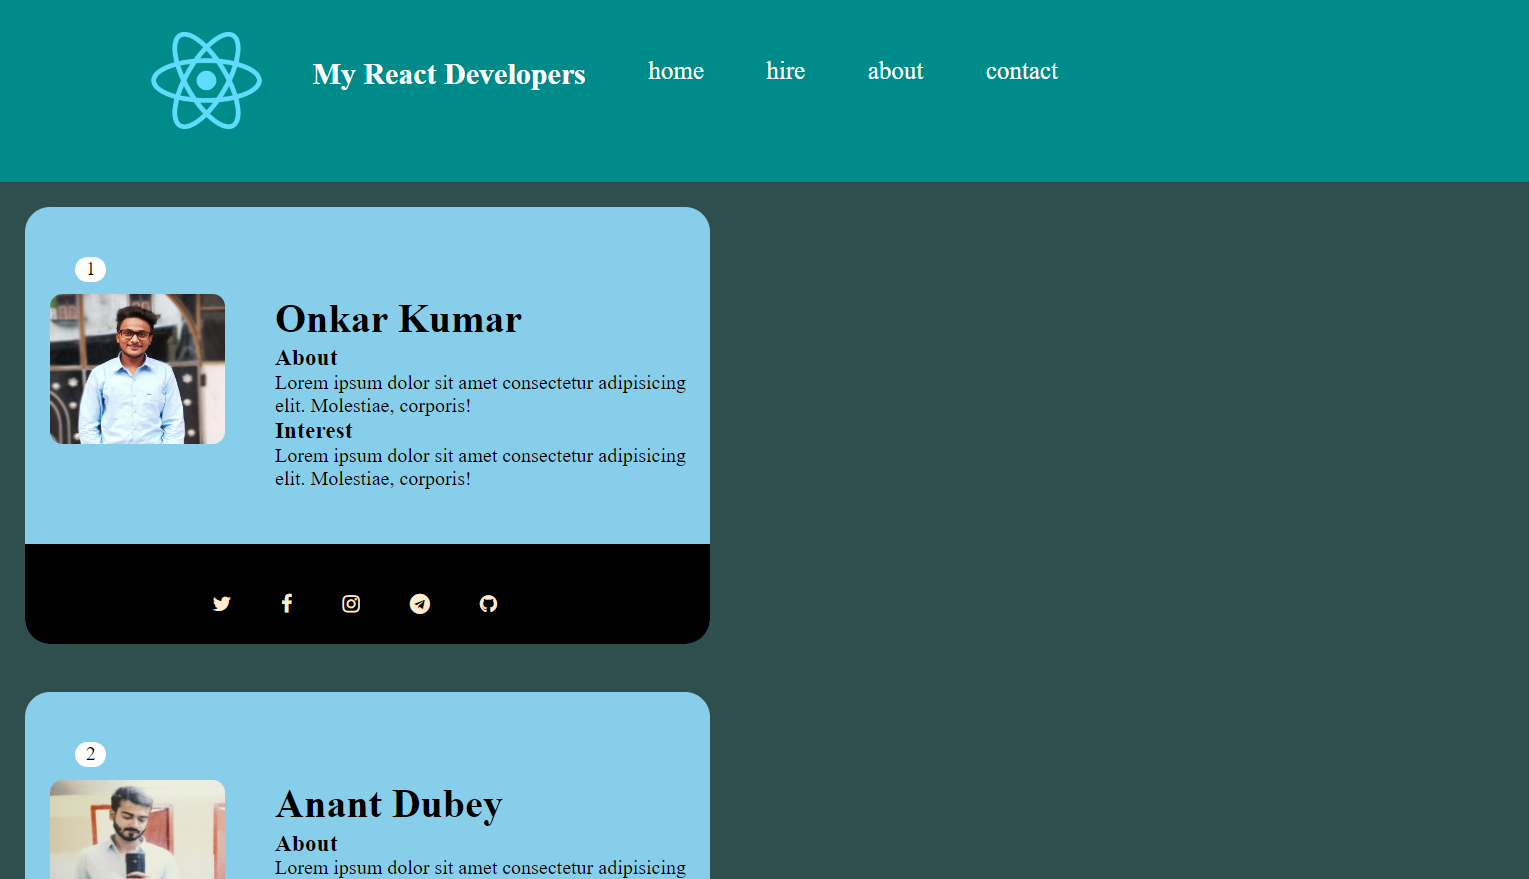 My React Developers home hire about contact
1
Onkar Kumar
About
Lorem ipsum dolor sit amet consectetur adipisicing
elit. Molestiae, corporis!
Interest
Lorem ipsum dolor sit amet consectetur adipisicing
elit. Molestiae, corporis!
2
Anant Dubey
About
Lorem ipsum dolor sit amet consectetur adipisicing